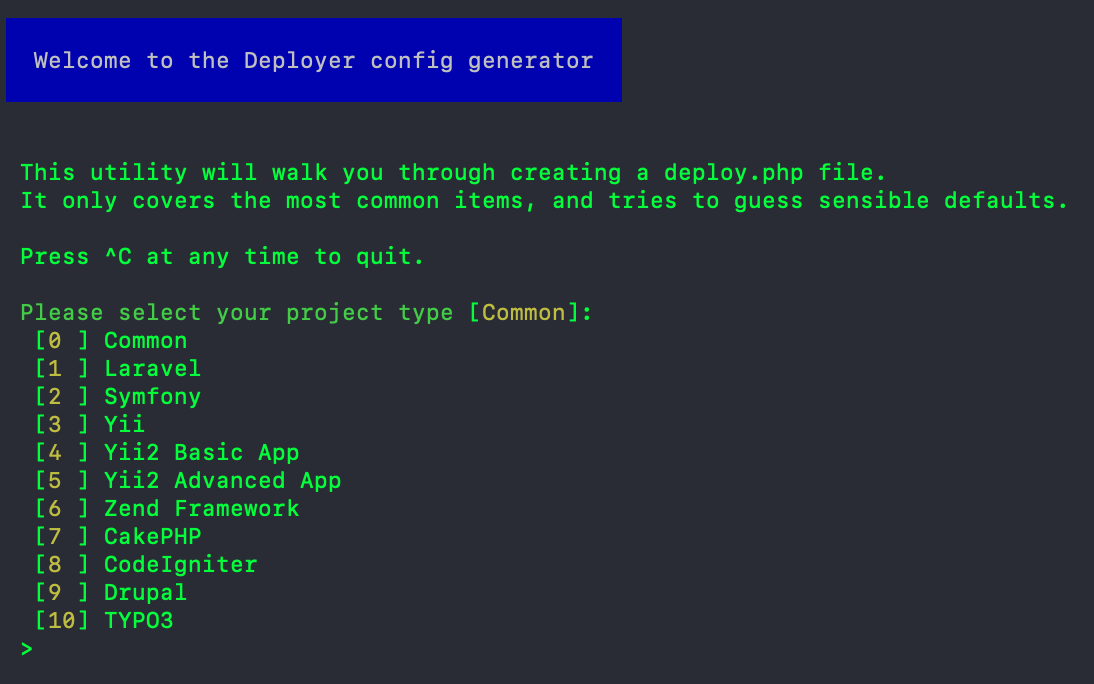 Welcome to the Deployer config generator
This utility will walk you through creating a deploy.php file.
It only covers the most common items, and tries to guess sensible defaults.
Press ^C at any time to quit.
Please select your project type [Common]:
[0 ] Common
[1 ] Laravel
[2 ] Symfony
[3 ] Yii
[4 ] Yii2 Basic App
[5 ] Yii2 Advanced App
[6 ] Zend Framework
[7 ] CakePHP
[8 ] CodeIgniter
[9 ] Drupal
[10] TYPO3
>